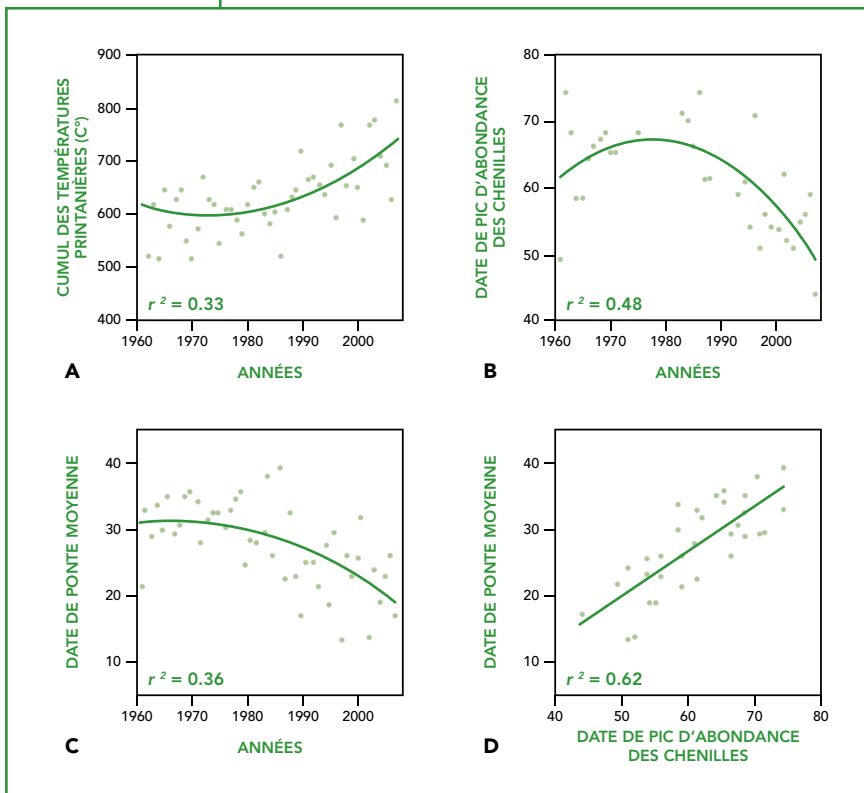 CUMUL DES TEMPÉRATURES
PRINTANIÈRES (C°)
900
800
700
600
500
400
r² = 0.33
1960 1970 1980 1990 2000
A
ANNÉES
DATE DE PIC D'ABONDANCE
DES CHENILLES
80
70
60
50
40
r² = 0.48
1960 1970 1980 1990 2000
B
ANNÉES
DATE DE PONTE MOYENNE
40
30
20
10
r² = 0.36
1960 1970 1980 1990 2000
C
ANNÉES
DATE DE PONTE MOYENNE
40
30
20
10
r² = 0.62
40 50 60 70 80
D
DATE DE PIC D'ABONDANCE
DES CHENILLES